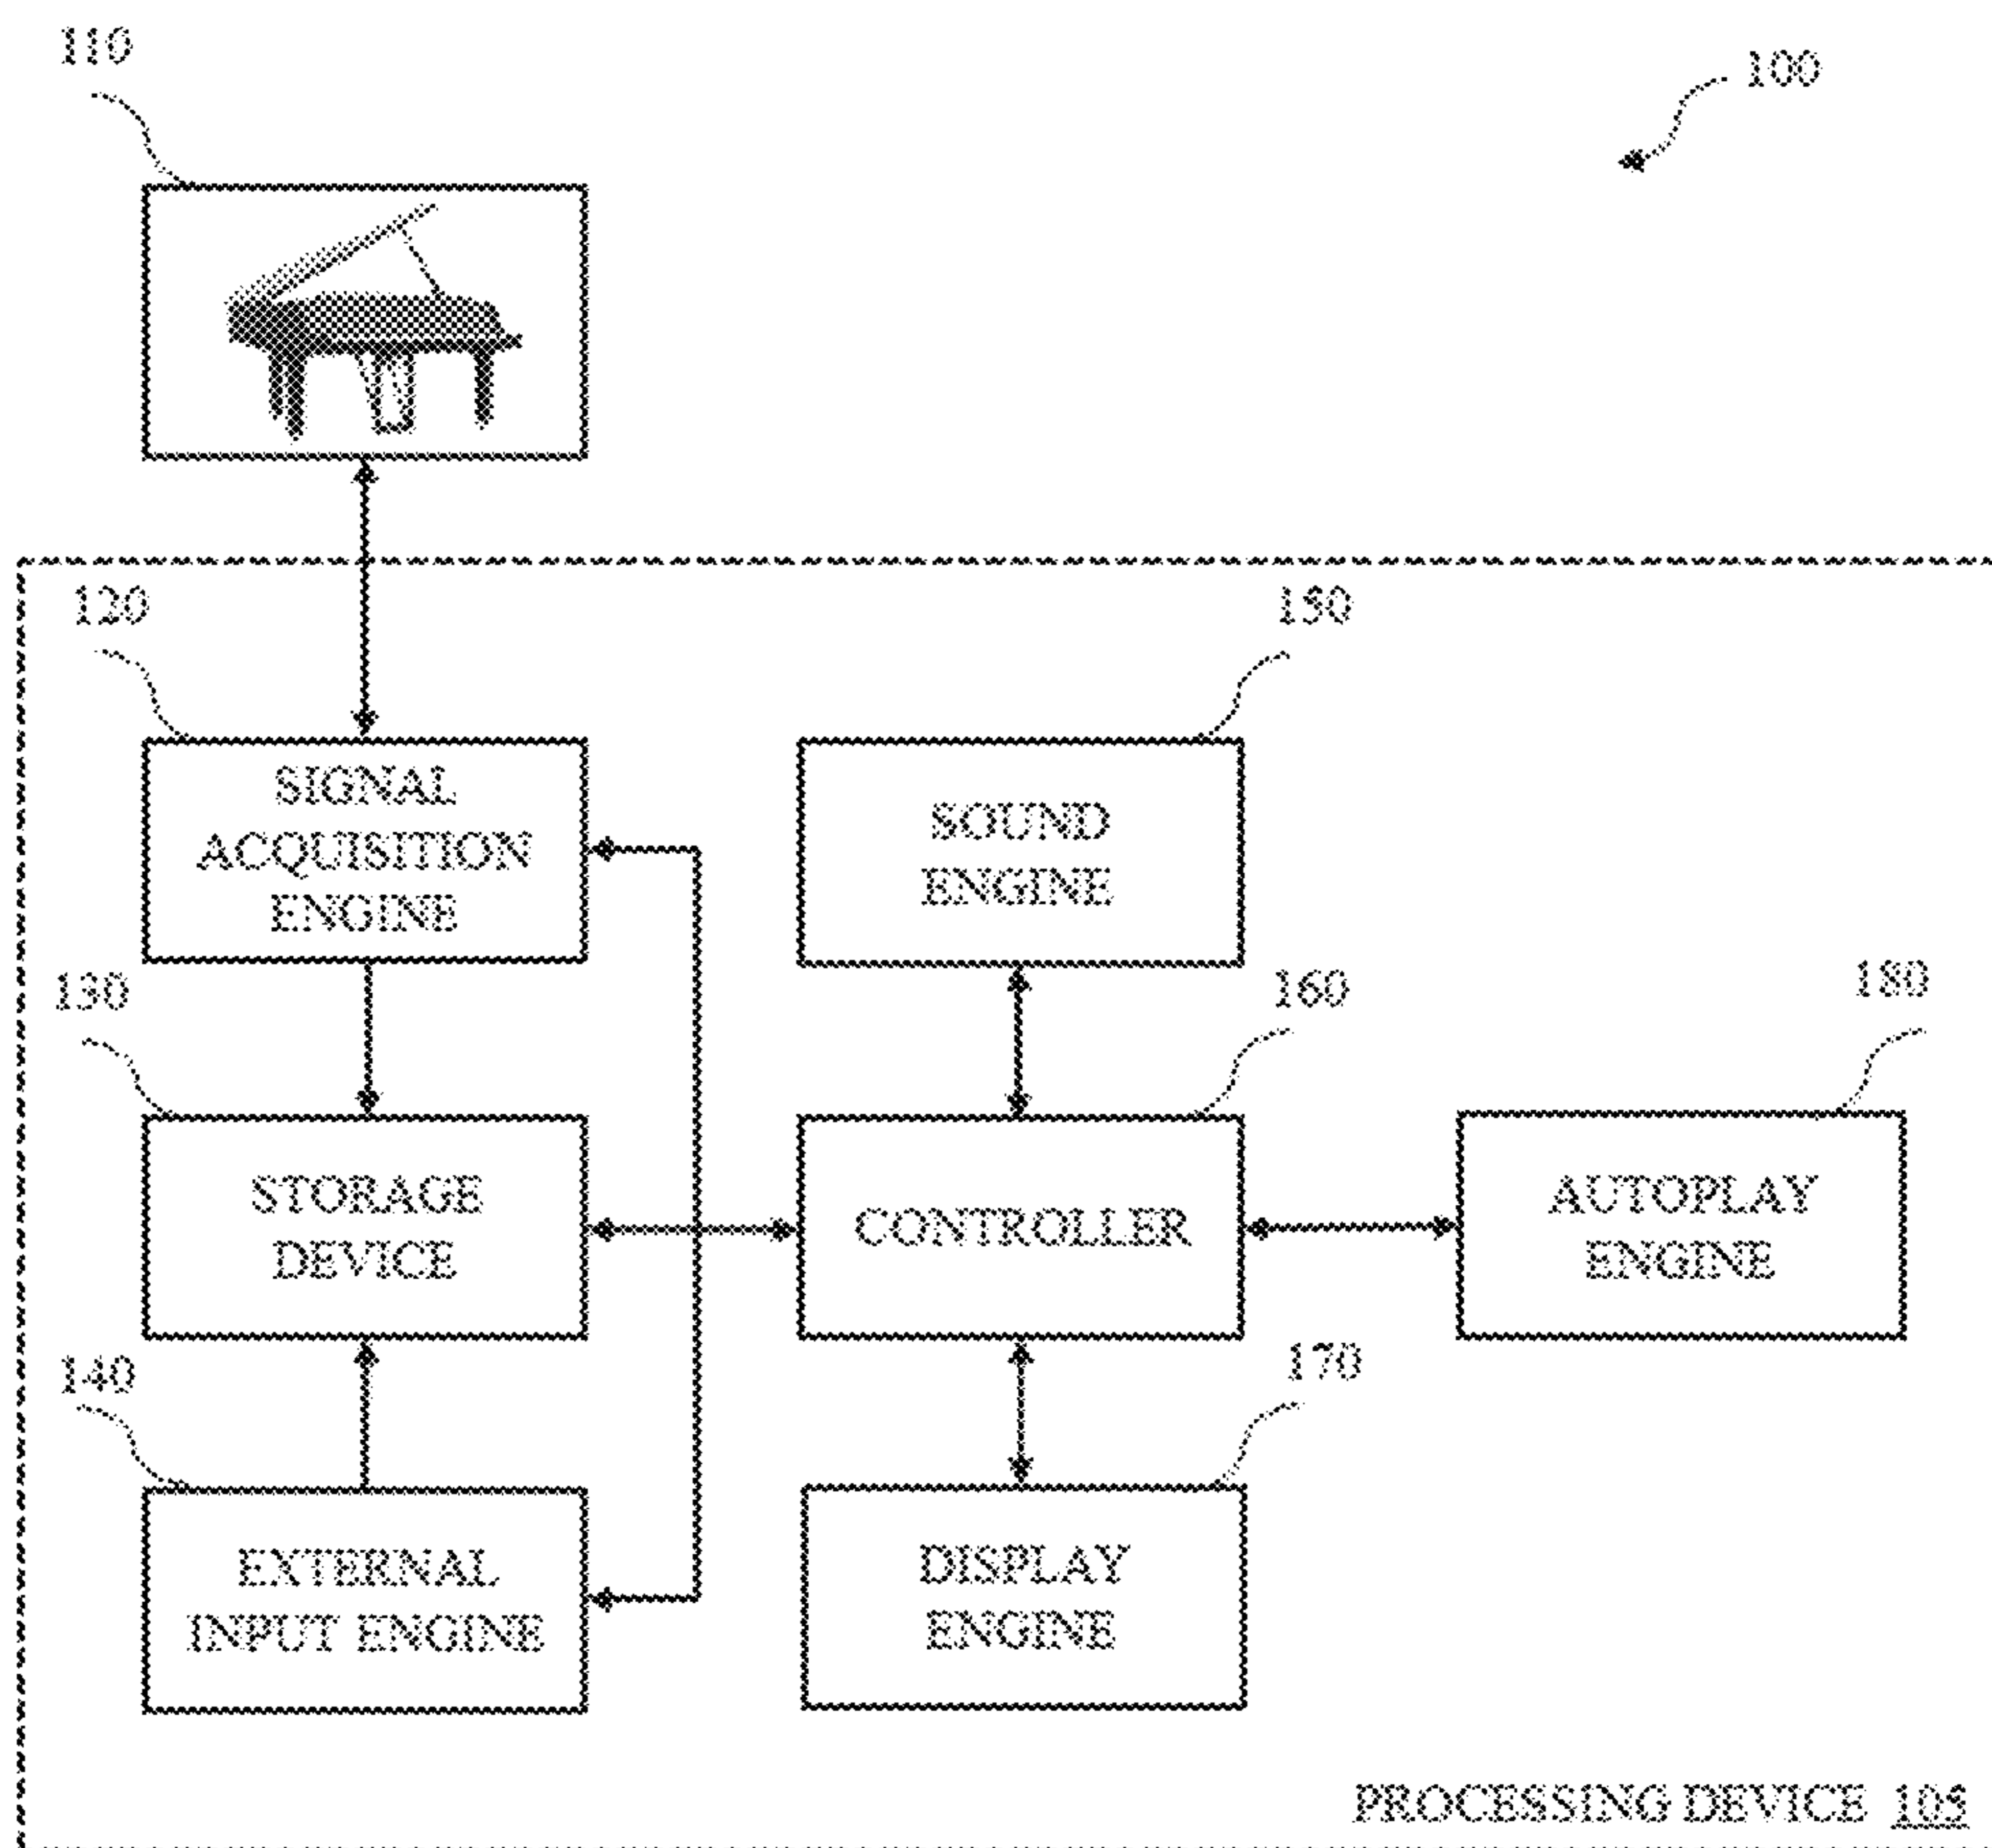 110
100
120
150
SIGNAL
ACQUISITION
ENGINE
SOUND
ENGINE
130
160
180
STORAGE
DEVICE
CONTROLLER
AUTOPLAY
ENGINE
140
170
EXTERNAL
INPUT ENGINE
DISPLAY
ENGINE
PROCESSING DEVICE 105